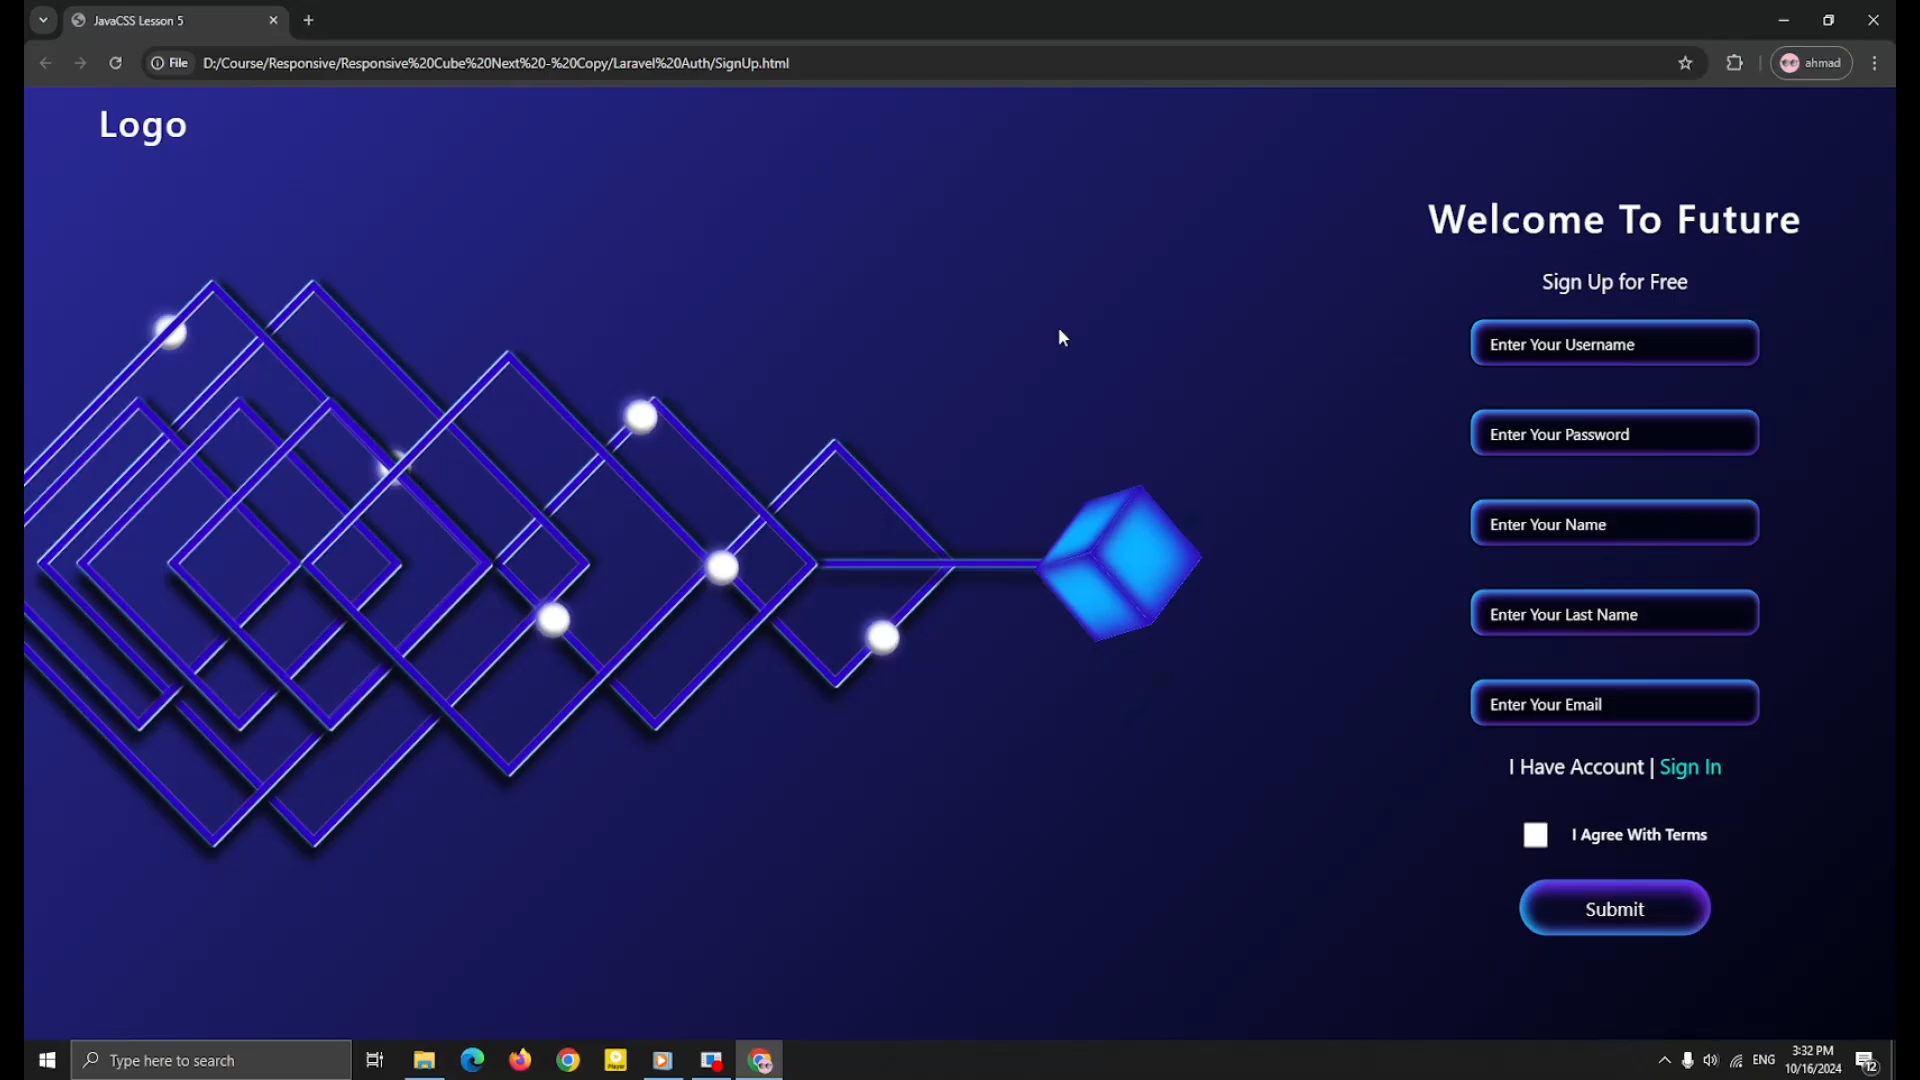 JavaCSS Lesson 5
File
D:/Course/Responsive/Responsive%20Cube%20Next%20-%20Copy/Laravel%20Auth/SignUp.html
ahmad
Logo
Welcome To Future
Sign Up for Free
Enter Your Username
Enter Your Password
Enter Your Name
Enter Your Last Name
Enter Your Email
I Have Account | Sign In
I Agree With Terms
Submit
Type here to search
Player
ENG
3:32 PM
10/16/2024
12